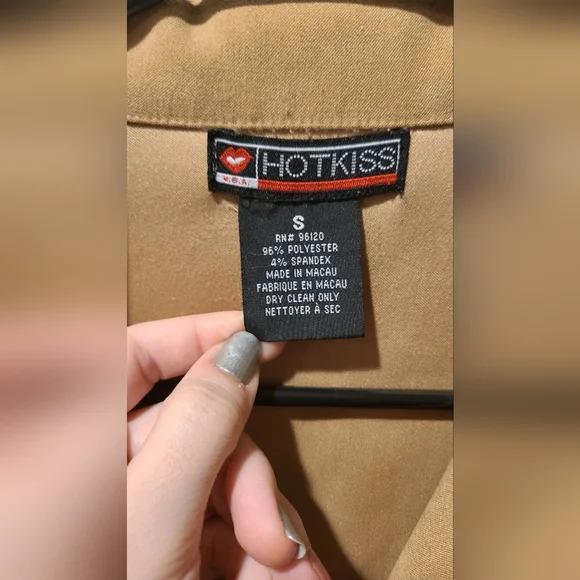 HOTKISS
U.S.A.
S
RN# 96120
96% POLYESTER
4% SPANDEX
MADE IN MACAU
FABRIQUE EN MACAU
DRY CLEAN ONLY
NETTOYER À SEC